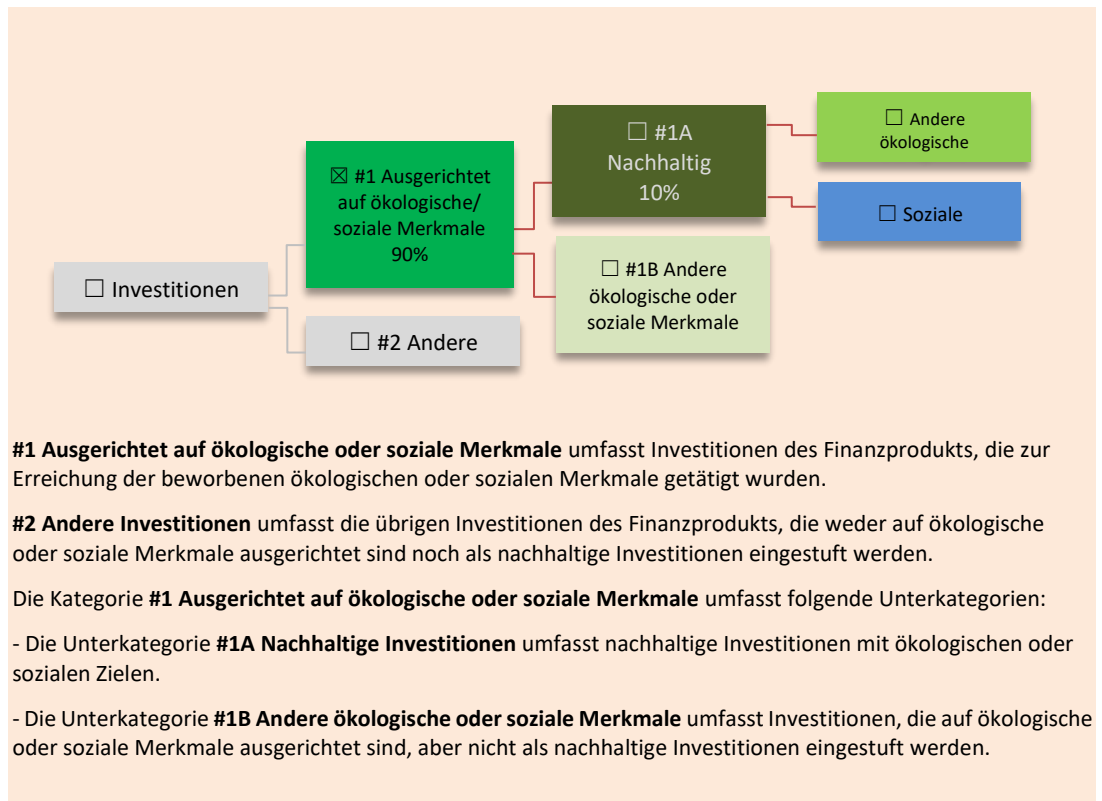 ☐ Investitionen
☒ #1 Ausgerichtet
auf ökologische/
soziale Merkmale
90%
☐ #2 Andere
☐ #1A
Nachhaltig
10%
☐ #1B Andere
ökologische oder
soziale Merkmale
☐ Andere
ökologische
☐ Soziale
#1 Ausgerichtet auf ökologische oder soziale Merkmale umfasst Investitionen des Finanzprodukts, die zur
Erreichung der beworbenen ökologischen oder sozialen Merkmale getätigt wurden.
#2 Andere Investitionen umfasst die übrigen Investitionen des Finanzprodukts, die weder auf ökologische
oder soziale Merkmale ausgerichtet sind noch als nachhaltige Investitionen eingestuft werden.
Die Kategorie #1 Ausgerichtet auf ökologische oder soziale Merkmale umfasst folgende Unterkategorien:
- Die Unterkategorie #1A Nachhaltige Investitionen umfasst nachhaltige Investitionen mit ökologischen oder
sozialen Zielen.
- Die Unterkategorie #1B Andere ökologische oder soziale Merkmale umfasst Investitionen, die auf ökologische
oder soziale Merkmale ausgerichtet sind, aber nicht als nachhaltige Investitionen eingestuft werden.